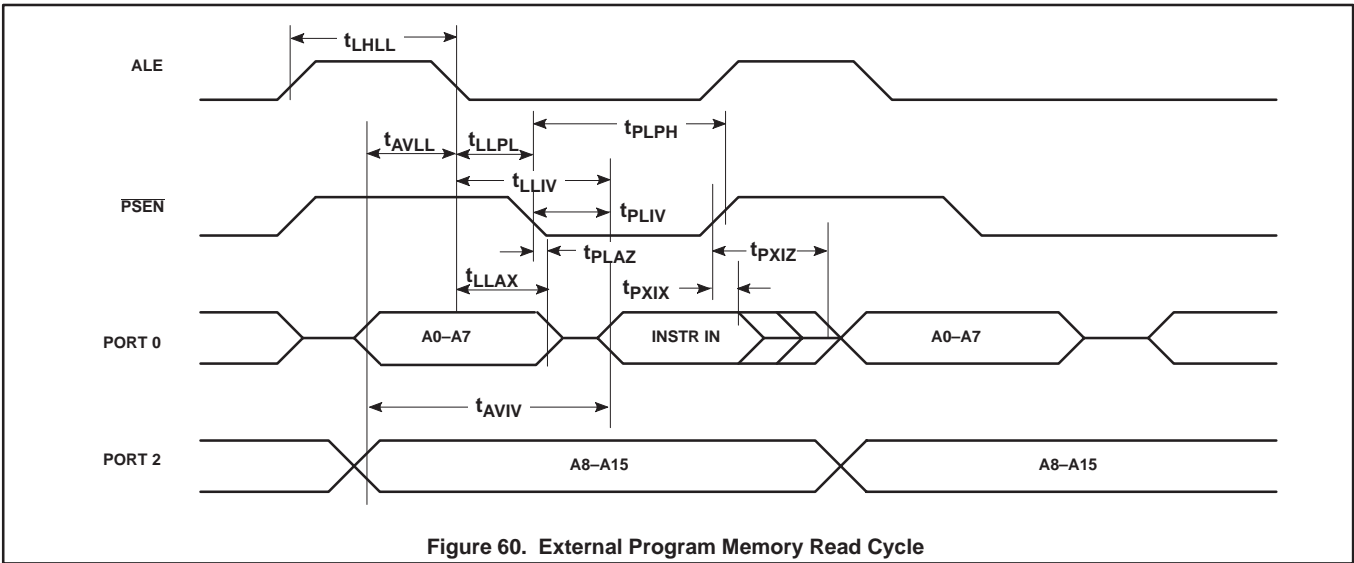 tLHLL
ALE
tAVLL
tLLPL
tPLPH
tLLIV
PSEN
tPLIV
tPLAZ
tPXIZ
tLLAX
tPXIX
PORT 0
A0–A7
INSTR IN
A0–A7
tAVIV
PORT 2
A8–A15
A8–A15
Figure 60. External Program Memory Read Cycle